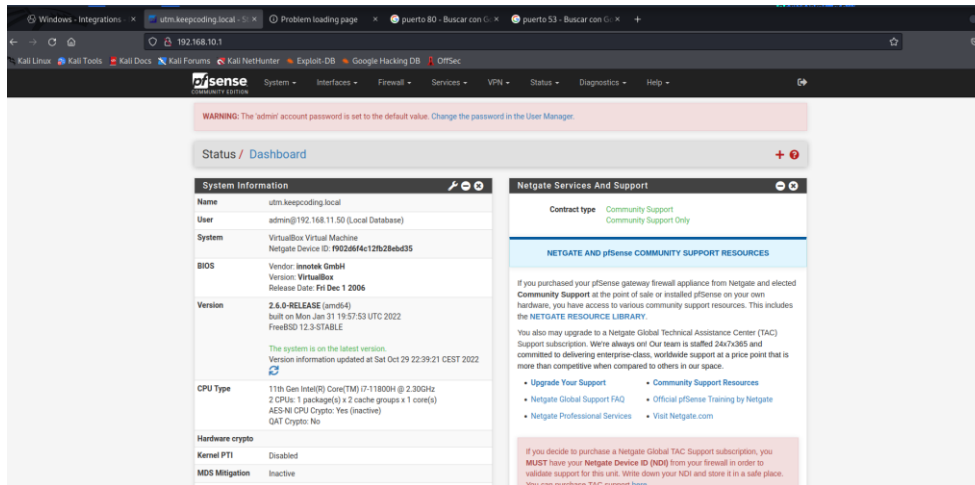 Windows - Integrations -
utm.keepcoding.local - St
Problem loading page
puerto 80 - Buscar con Go
puerto 53 - Buscar con Go
192.168.10.1
Kali Linux Kali Tools Kali Docs Kali Forums Kali NetHunter Exploit-DB Google Hacking DB OffSec
pfsense System Interfaces Firewall Services VPN Status Diagnostics Help
COMMUNITY EDITION
WARNING: The 'admin' account password is set to the default value. Change the password in the User Manager.
Status / Dashboard
System Information
Name utm.keepcoding.local
User admin@192.168.11.50 (Local Database)
System VirtualBox Virtual Machine
Netgate Device ID: f902d6f4c12fb28ebd35
BIOS Vendor: innotek GmbH
Version: VirtualBox
Release Date: Fri Dec 1 2006
Version 2.6.0-RELEASE (amd64)
built on Mon Jan 31 19:57:53 UTC 2022
FreeBSD 12.3-STABLE
The system is on the latest version.
Version information updated at Sat Oct 29 22:39:21 CEST 2022
CPU Type 11th Gen Intel(R) Core(TM) i7-11800H @ 2.30GHz
2 CPUs: 1 package(s) x 2 cache groups x 1 core(s)
AES-NI CPU Crypto: Yes (inactive)
QAT Crypto: No
Hardware crypto
Kernel PTI Disabled
MDS Mitigation Inactive
Netgate Services And Support
Contract type Community Support
Community Support Only
NETGATE AND pfSense COMMUNITY SUPPORT RESOURCES
If you purchased your pfSense gateway firewall appliance from Netgate and elected
Community Support at the point of sale or installed pfSense on your own
hardware, you have access to various community support resources. This includes
the NETGATE RESOURCE LIBRARY.
You also may upgrade to a Netgate Global Technical Assistance Center (TAC)
Support subscription. We're always on! Our team is staffed 24x7x365 and
committed to delivering enterprise-class, worldwide support at a price point that is
more than competitive when compared to others in our space.
• Upgrade Your Support • Community Support Resources
• Netgate Global Support FAQ • Official pfSense Training by Netgate
• Netgate Professional Services • Visit Netgate.com
If you decide to purchase a Netgate Global TAC Support subscription, you
MUST have your Netgate Device ID (NDI) from your firewall in order to
validate support for this unit. Write down your NDI and store it in a safe place.
You can purchase TAC support here